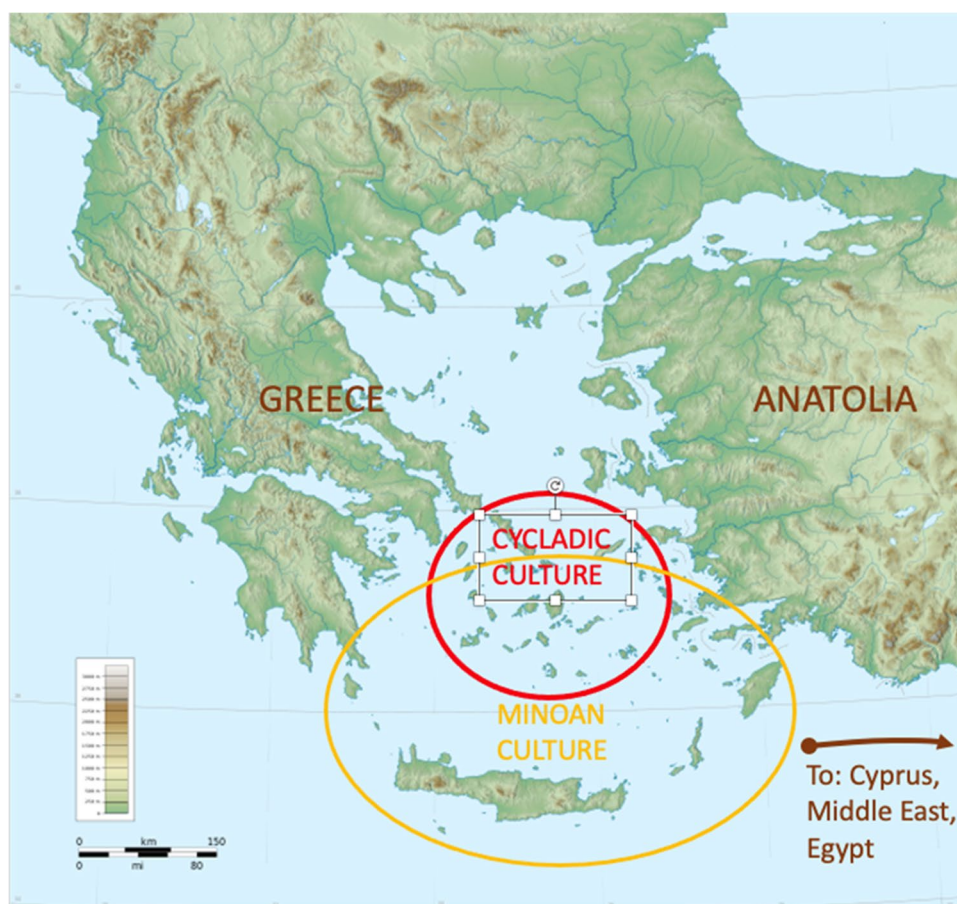 GREECE
ANATOLIA
CYCLADIC
CULTURE
MINOAN
CULTURE
To: Cyprus,
Middle East,
Egypt
0 km 150
0 mi 80